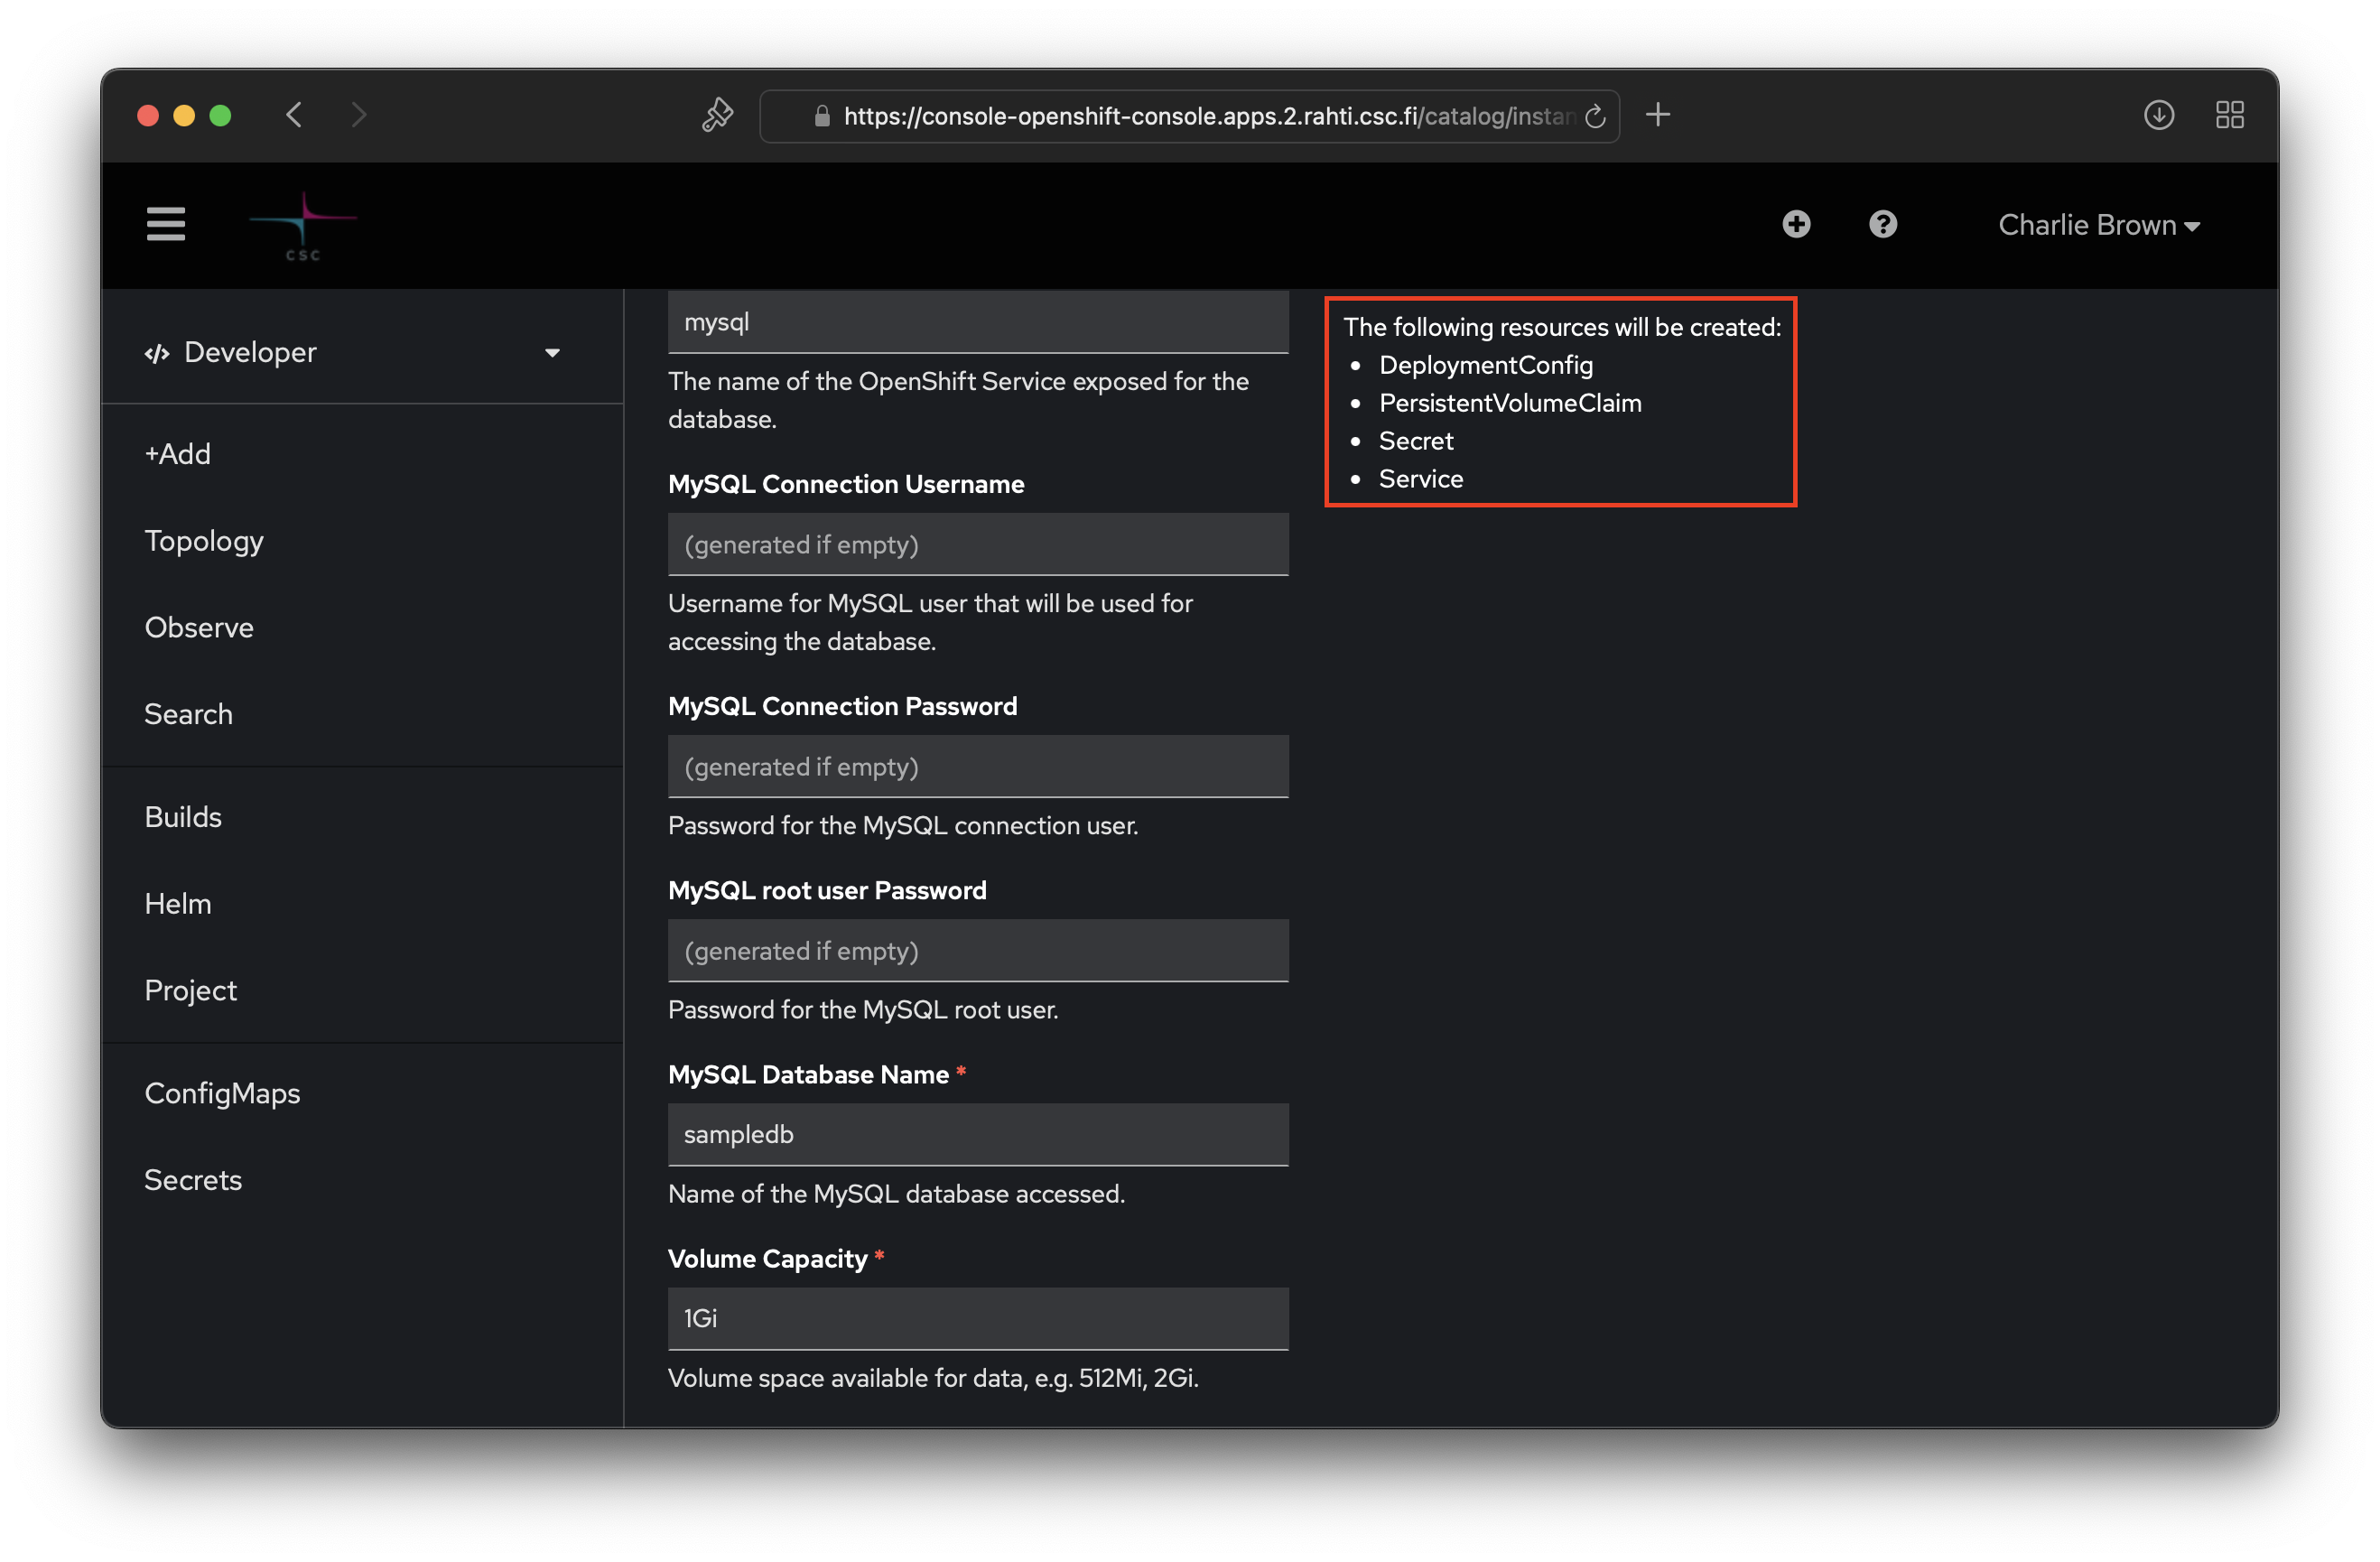 https://console-openshift-console.apps.2.rahti.csc.fi/catalog/instan
CSC
Charlie Brown
Developer
+Add
Topology
Observe
Search
Builds
Helm
Project
ConfigMaps
Secrets
mysql
The name of the OpenShift Service exposed for the
database.
MySQL Connection Username
(generated if empty)
Username for MySQL user that will be used for
accessing the database.
MySQL Connection Password
(generated if empty)
Password for the MySQL connection user.
MySQL root user Password
(generated if empty)
Password for the MySQL root user.
MySQL Database Name *
sampledb
Name of the MySQL database accessed.
Volume Capacity *
1Gi
Volume space available for data, e.g. 512Mi, 2Gi.
The following resources will be created:
• DeploymentConfig
• PersistentVolumeClaim
• Secret
• Service